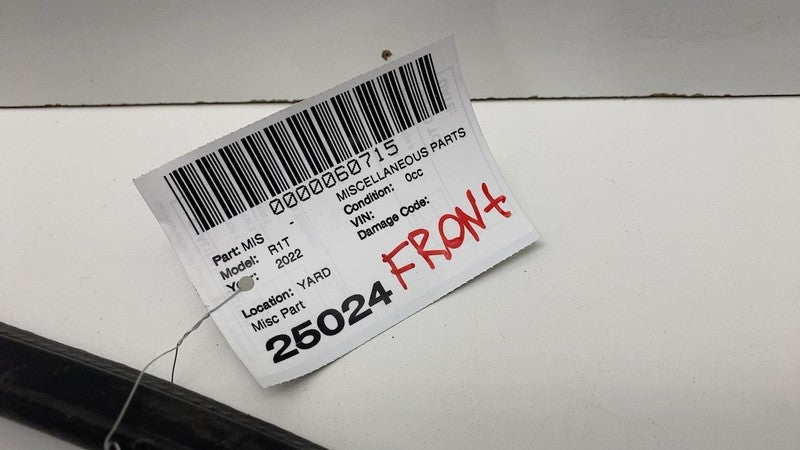 0000060715
Part: MIS - MISCELLANEOUS PARTS
Model: R1T Condition: 0cc
2022 VIN:
Damage Code:
Location: YARD
Misc Part
25024 FRONt